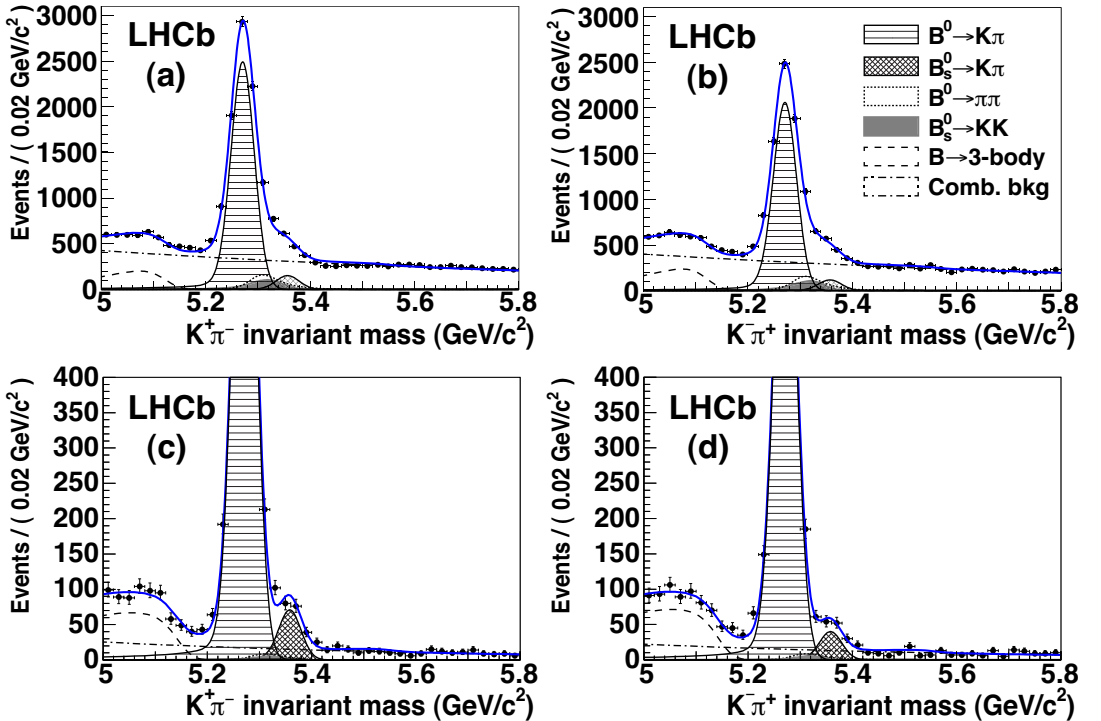 Events / ( 0.02 GeV/c² )
3000
2500
2000
1500
1000
500
0
LHCb
(a)
5 5.2 5.4 5.6 5.8
K⁺π⁻ invariant mass (GeV/c²)
Events / ( 0.02 GeV/c² )
3000
2500
2000
1500
1000
500
0
LHCb
(b)
B⁰→Kπ
B⁰ₛ→Kπ
B⁰→ππ
B⁰ₛ→KK
B→3-body
Comb. bkg
5 5.2 5.4 5.6 5.8
K⁻π⁺ invariant mass (GeV/c²)
Events / ( 0.02 GeV/c² )
400
350
300
250
200
150
100
50
0
LHCb
(c)
5 5.2 5.4 5.6 5.8
K⁺π⁻ invariant mass (GeV/c²)
Events / ( 0.02 GeV/c² )
400
350
300
250
200
150
100
50
0
LHCb
(d)
5 5.2 5.4 5.6 5.8
K⁻π⁺ invariant mass (GeV/c²)